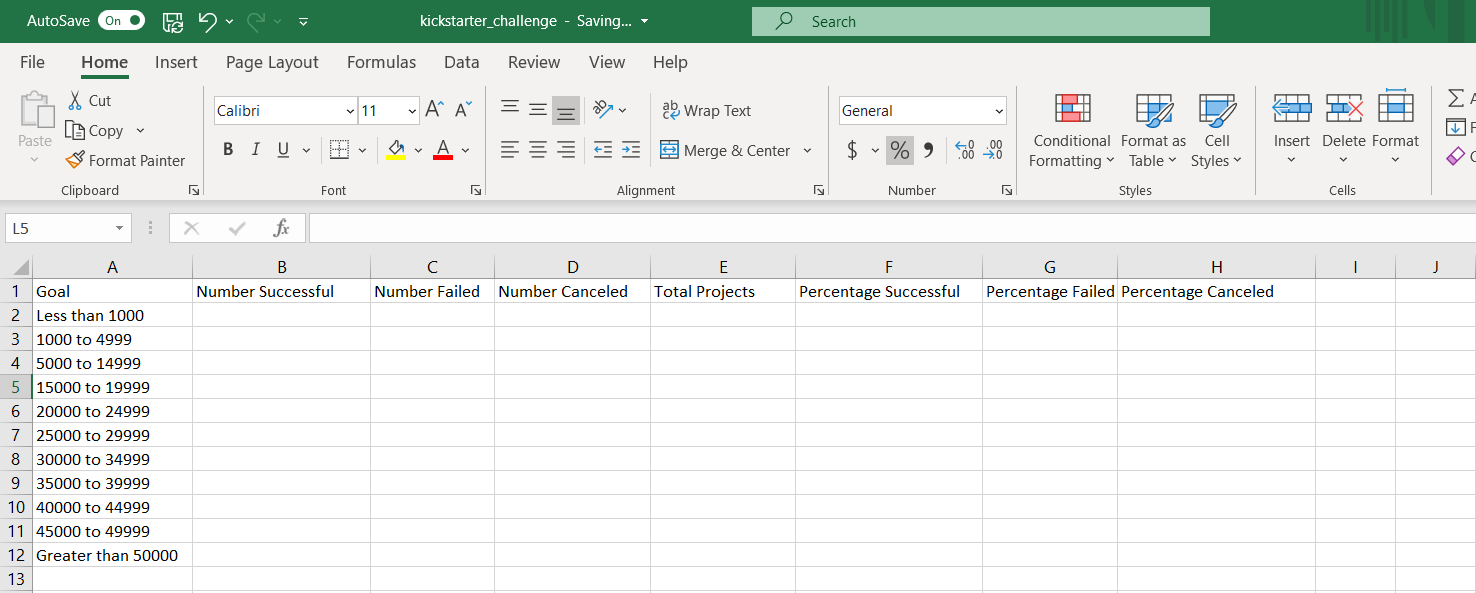 AutoSave On kickstarter_challenge - Saving... Search
File Home Insert Page Layout Formulas Data Review View Help
Paste
Cut
Copy
Format Painter
Clipboard
Calibri 11
B I U A
Font
Wrap Text
Merge & Center
Alignment
General
$ % 9 .00
Number
Conditional Formatting
Format as Table
Cell Styles
Styles
Insert Delete Format
Cells
L5 fx
A B C D E F G H I J
1 Goal Number Successful Number Failed Number Canceled Total Projects Percentage Successful Percentage Failed Percentage Canceled
2 Less than 1000
3 1000 to 4999
4 5000 to 14999
5 15000 to 19999
6 20000 to 24999
7 25000 to 29999
8 30000 to 34999
9 35000 to 39999
10 40000 to 44999
11 45000 to 49999
12 Greater than 50000
13